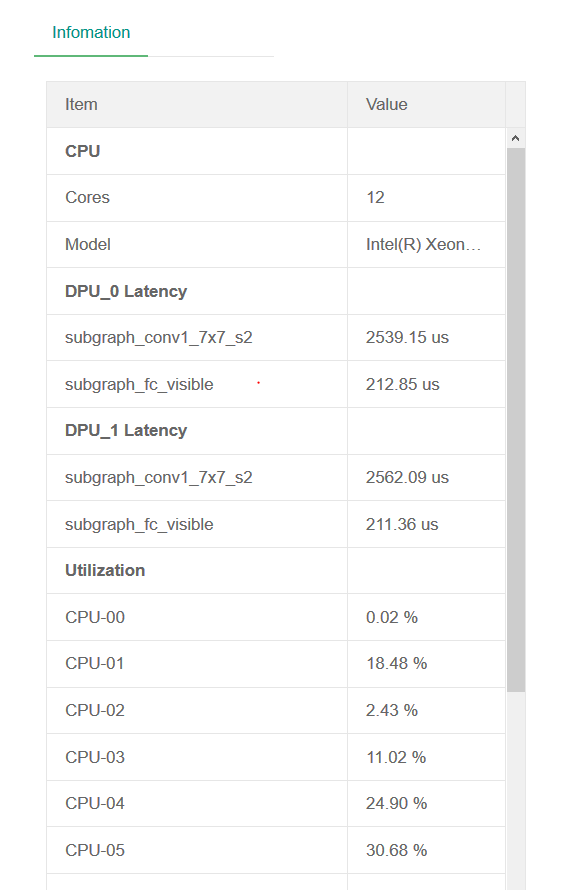 Infomation
Item Value
CPU
Cores 12
Model Intel(R) Xeon…
DPU_0 Latency
subgraph_conv1_7x7_s2 2539.15 us
subgraph_fc_visible 212.85 us
DPU_1 Latency
subgraph_conv1_7x7_s2 2562.09 us
subgraph_fc_visible 211.36 us
Utilization
CPU-00 0.02 %
CPU-01 18.48 %
CPU-02 2.43 %
CPU-03 11.02 %
CPU-04 24.90 %
CPU-05 30.68 %